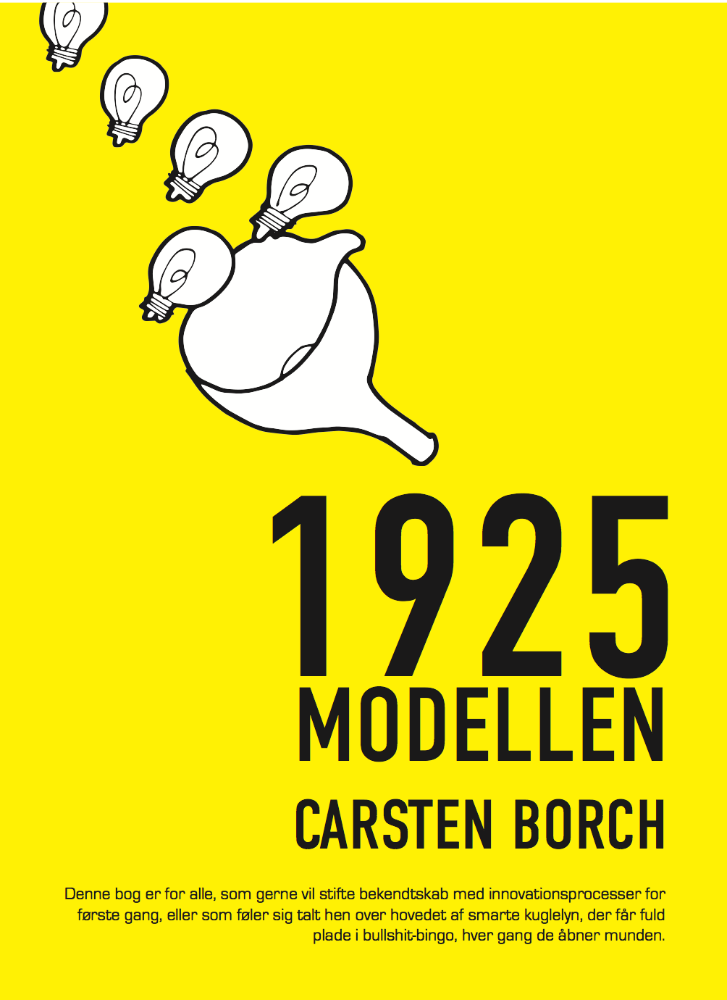 1925
MODELLEN
CARSTEN BORCH
Denne bog er for alle, som gerne vil stifte bekendtskab med innovationsprocesser for
første gang, eller som føler sig talt hen over hovedet af smarte kuglelyn, der får fuld
plade i bullshit-bingo, hver gang de åbner munden.